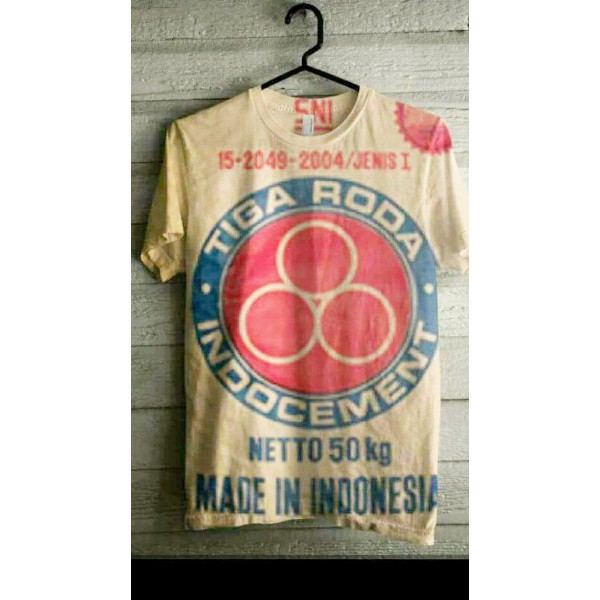 SNI
15-2049-2004/JENIS I
TIGA RODA
INDOCEMENT
NETTO 50 kg
MADE IN INDONESIA